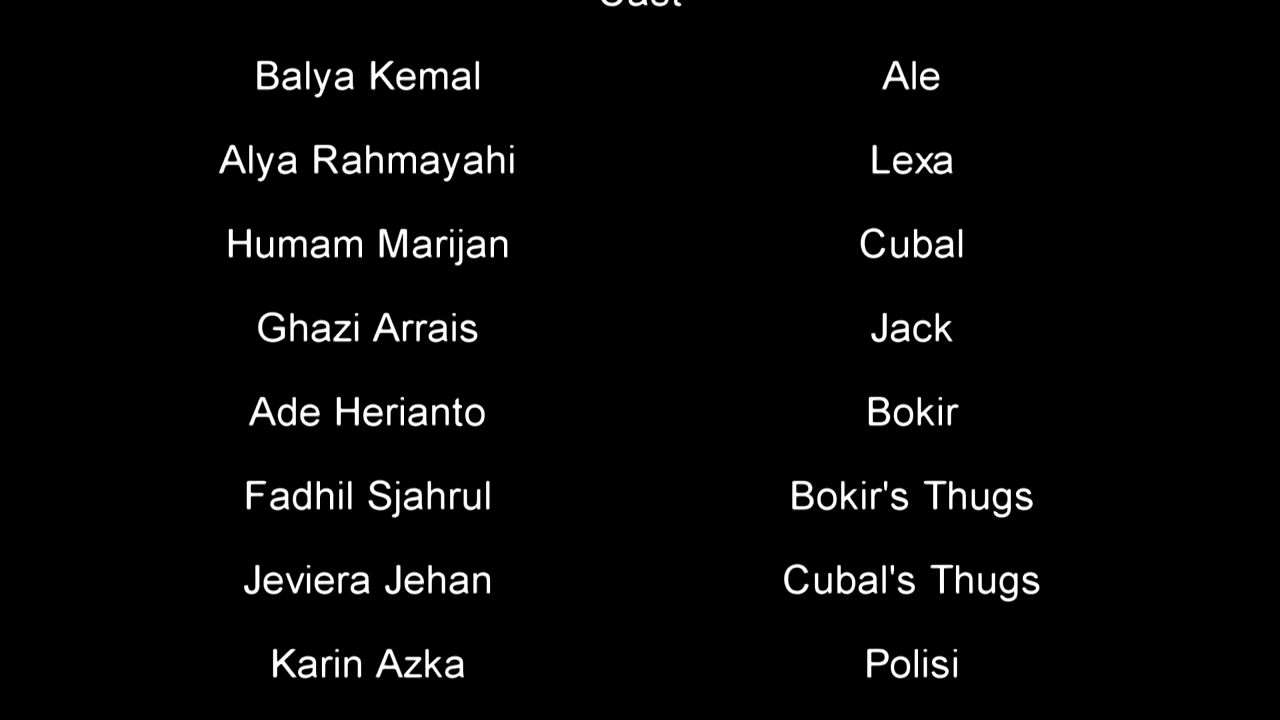 Cast
Balya Kemal Ale
Alya Rahmayahi Lexa
Humam Marijan Cubal
Ghazi Arrais Jack
Ade Herianto Bokir
Fadhil Sjahrul Bokir's Thugs
Jeviera Jehan Cubal's Thugs
Karin Azka Polisi